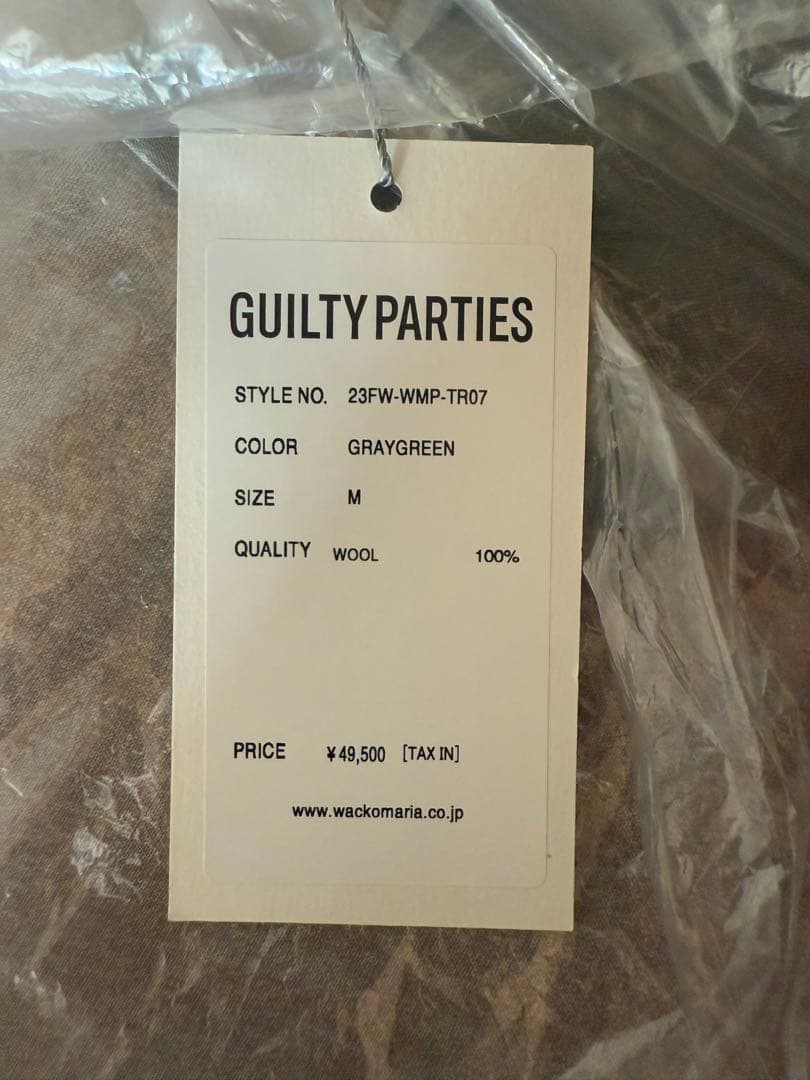 GUILTY PARTIES
STYLE NO. 23FW-WMP-TR07
COLOR GRAYGREEN
SIZE M
QUALITY WOOL 100%
PRICE ¥49,500 [TAX IN]
www.wackomaria.co.jp